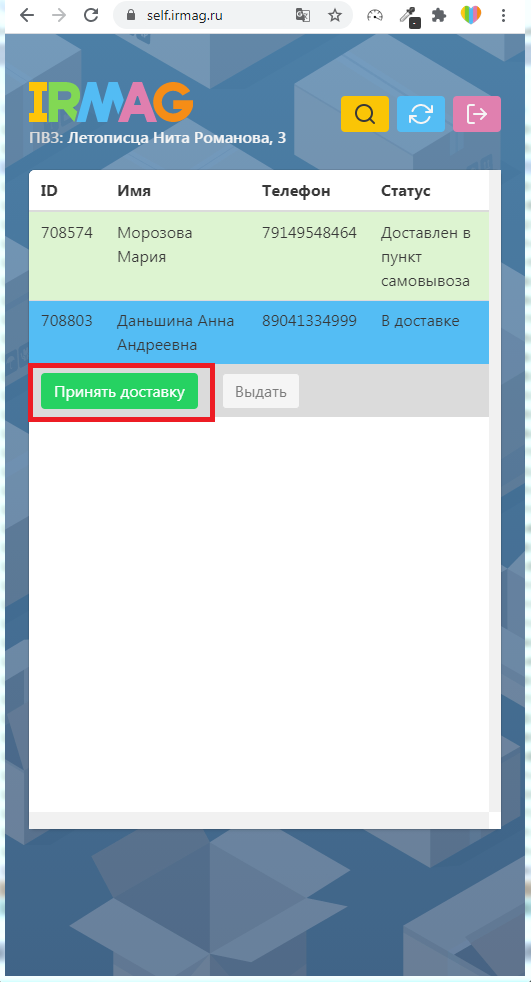 self.irmag.ru
IRMAG
ПВЗ: Летописца Нита Романова, 3
ID Имя Телефон Статус
708574 Морозова 79149548464 Доставлен в
Мария пункт
самовывоза
708803 Даньшина Анна 89041334999 В доставке
Андреевна
Принять доставку Выдать